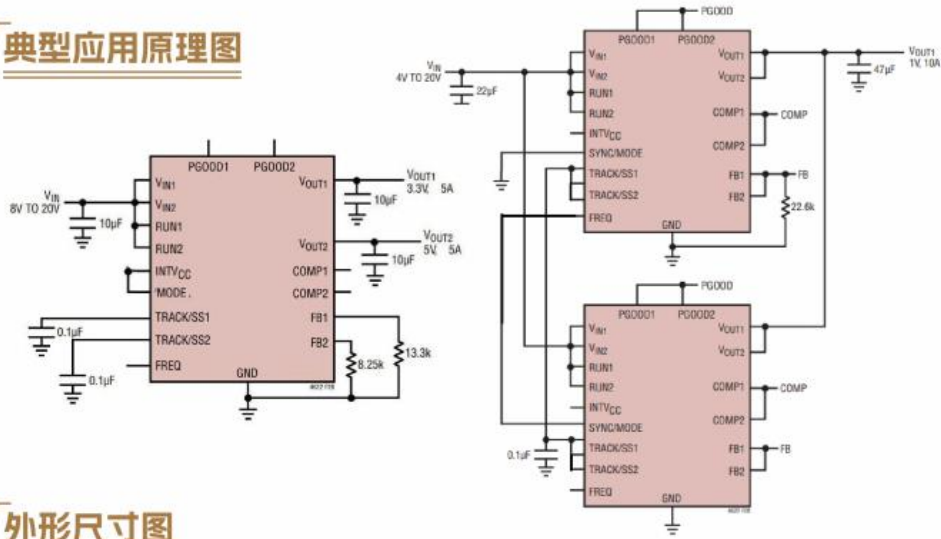 典型应用原理图
PGOOD1 PGOOD2
VIN
8V TO 20V
10µF
VIN1
VIN2
RUN1
RUN2
INTVCC
'MODE .
TRACK/SS1
TRACK/SS2
FREQ
0.1µF
0.1µF
GND
VOUT1
VOUT2
COMP1
COMP2
FB1
FB2
VOUT1
3.3V, 5A
10µF
VOUT2
5V, 5A
10µF
8.25k
13.3k
PGOOD
PGOOD1 PGOOD2
VIN
4V TO 20V
22µF
VIN1
VIN2
RUN1
RUN2
INTVCC
SYNC/MODE
TRACK/SS1
TRACK/SS2
FREQ
GND
VOUT1
VOUT2
COMP1
COMP2
FB1
FB2
COMP
FB
22.6k
47µF
VOUT1
1V, 10A
PGOOD
PGOOD1 PGOOD2
VIN1
VIN2
RUN1
RUN2
INTVCC
SYNC/MODE
TRACK/SS1
TRACK/SS2
FREQ
0.1µF
GND
VOUT1
VOUT2
COMP1
COMP2
FB1
FB2
COMP
FB
外形尺寸图